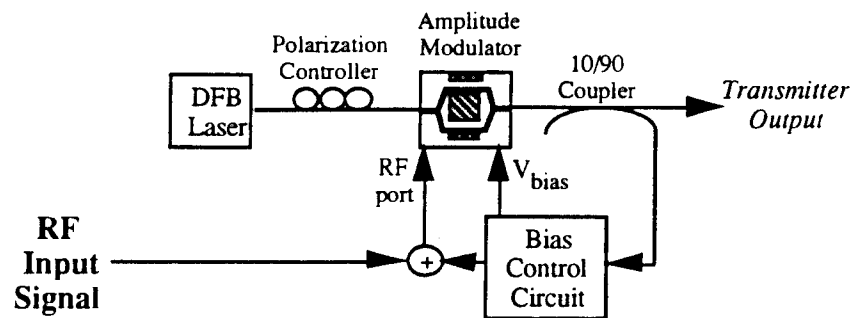 Amplitude
Modulator
Polarization
Controller
10/90
Coupler
DFB
Laser
Transmitter
Output
RF
port
V bias
RF
Input
Signal
+
Bias
Control
Circuit